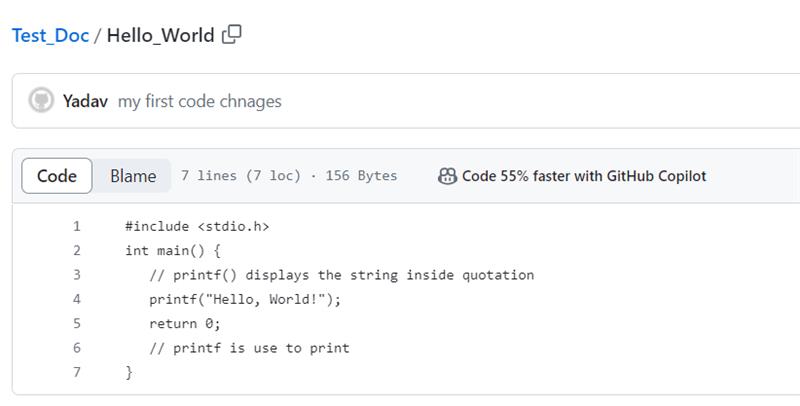 Test_Doc / Hello_World
Yadav my first code chnages
Code Blame 7 lines (7 loc) · 156 Bytes Code 55% faster with GitHub Copilot
1 #include <stdio.h>
2 int main() {
3 // printf() displays the string inside quotation
4 printf("Hello, World!");
5 return 0;
6 // printf is use to print
7 }